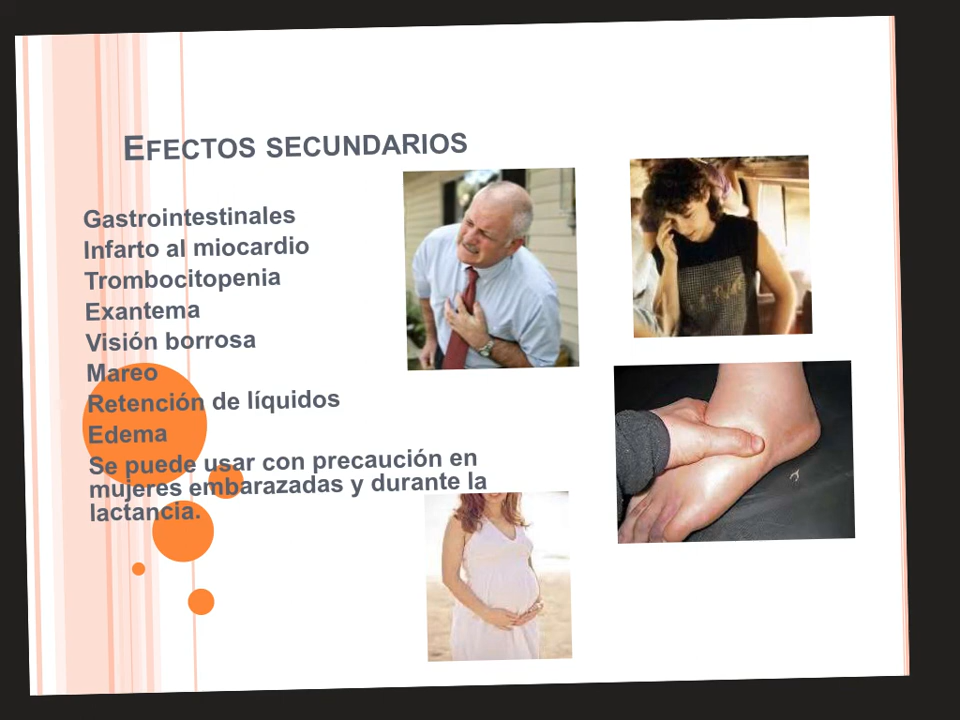 EFECTOS SECUNDARIOS
Gastrointestinales
Infarto al miocardio
Trombocitopenia
Exantema
Visión borrosa
Mareo
Retención de líquidos
Edema
Se puede usar con precaución en
mujeres embarazadas y durante la
lactancia.